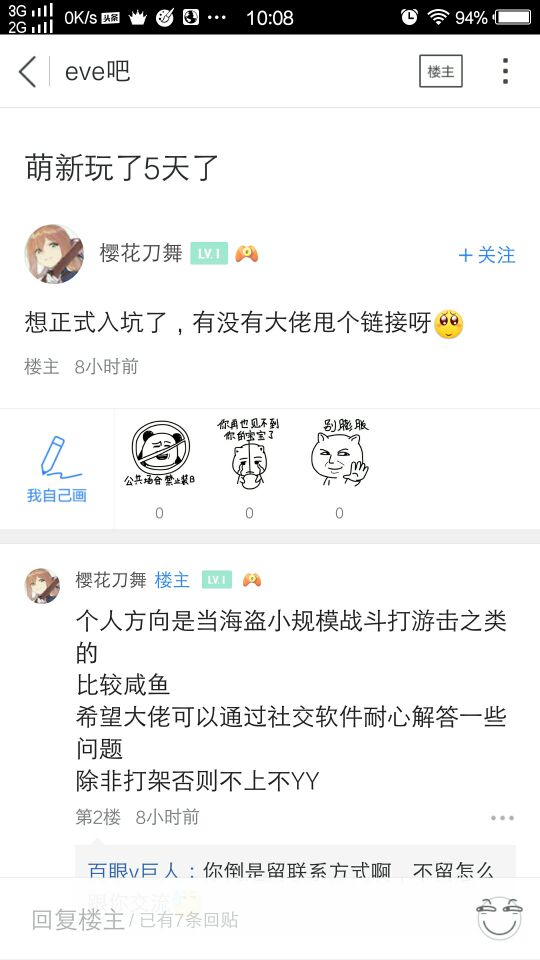 3G
2G
0K/s 头条 10:08 94%
eve吧 楼主
萌新玩了5天了
樱花刀舞 LV.1 +关注
想正式入坑了，有没有大佬甩个链接呀
楼主 8小时前
我自己画
公共场合禁止装B
0
你再也见不到
你的宝宝了
0
别膨胀
0
樱花刀舞 楼主 LV.1
个人方向是当海盗小规模战斗打游击之类
的
比较咸鱼
希望大佬可以通过社交软件耐心解答一些
问题
除非打架否则不上不YY
第2楼 8小时前
百眼v巨人：你倒是留联系方式啊，不留怎么
跟你交流
回复楼主 / 已有7条回贴